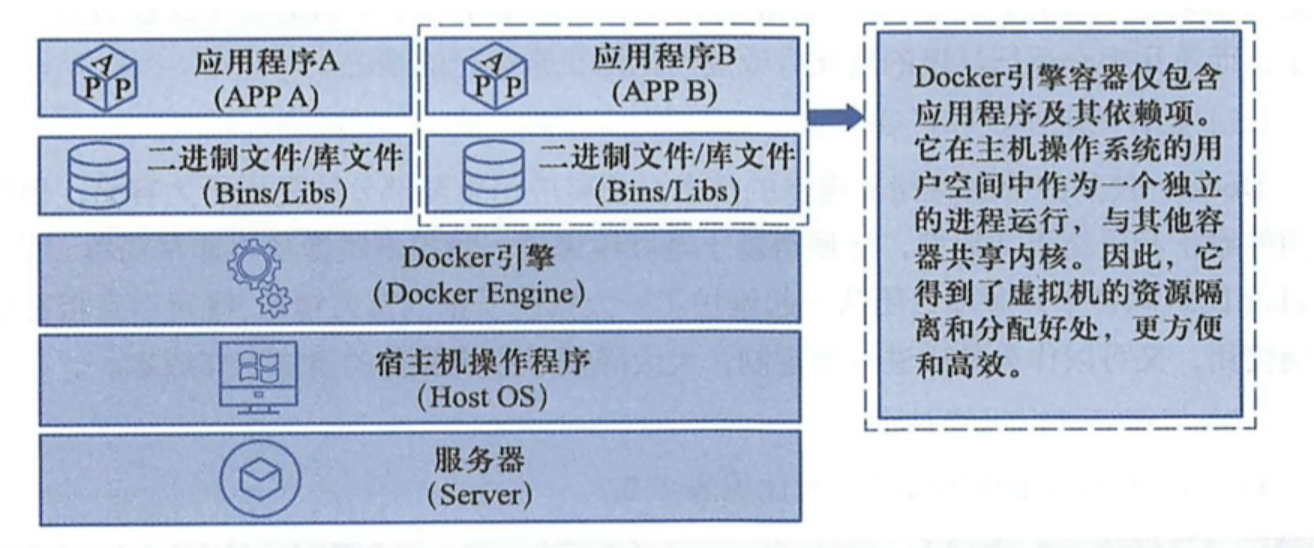 A
P P
应用程序A
(APP A)
A
P P
应用程序B
(APP B)
二进制文件/库文件
(Bins/Libs)
二进制文件/库文件
(Bins/Libs)
Docker引擎
(Docker Engine)
宿主机操作程序
(Host OS)
服务器
(Server)
Docker引擎容器仅包含
应用程序及其依赖项。
它在主机操作系统的用
户空间中作为一个独立
的进程运行，与其他容
器共享内核。因此，它
得到了虚拟机的资源隔
离和分配好处，更方便
和高效。